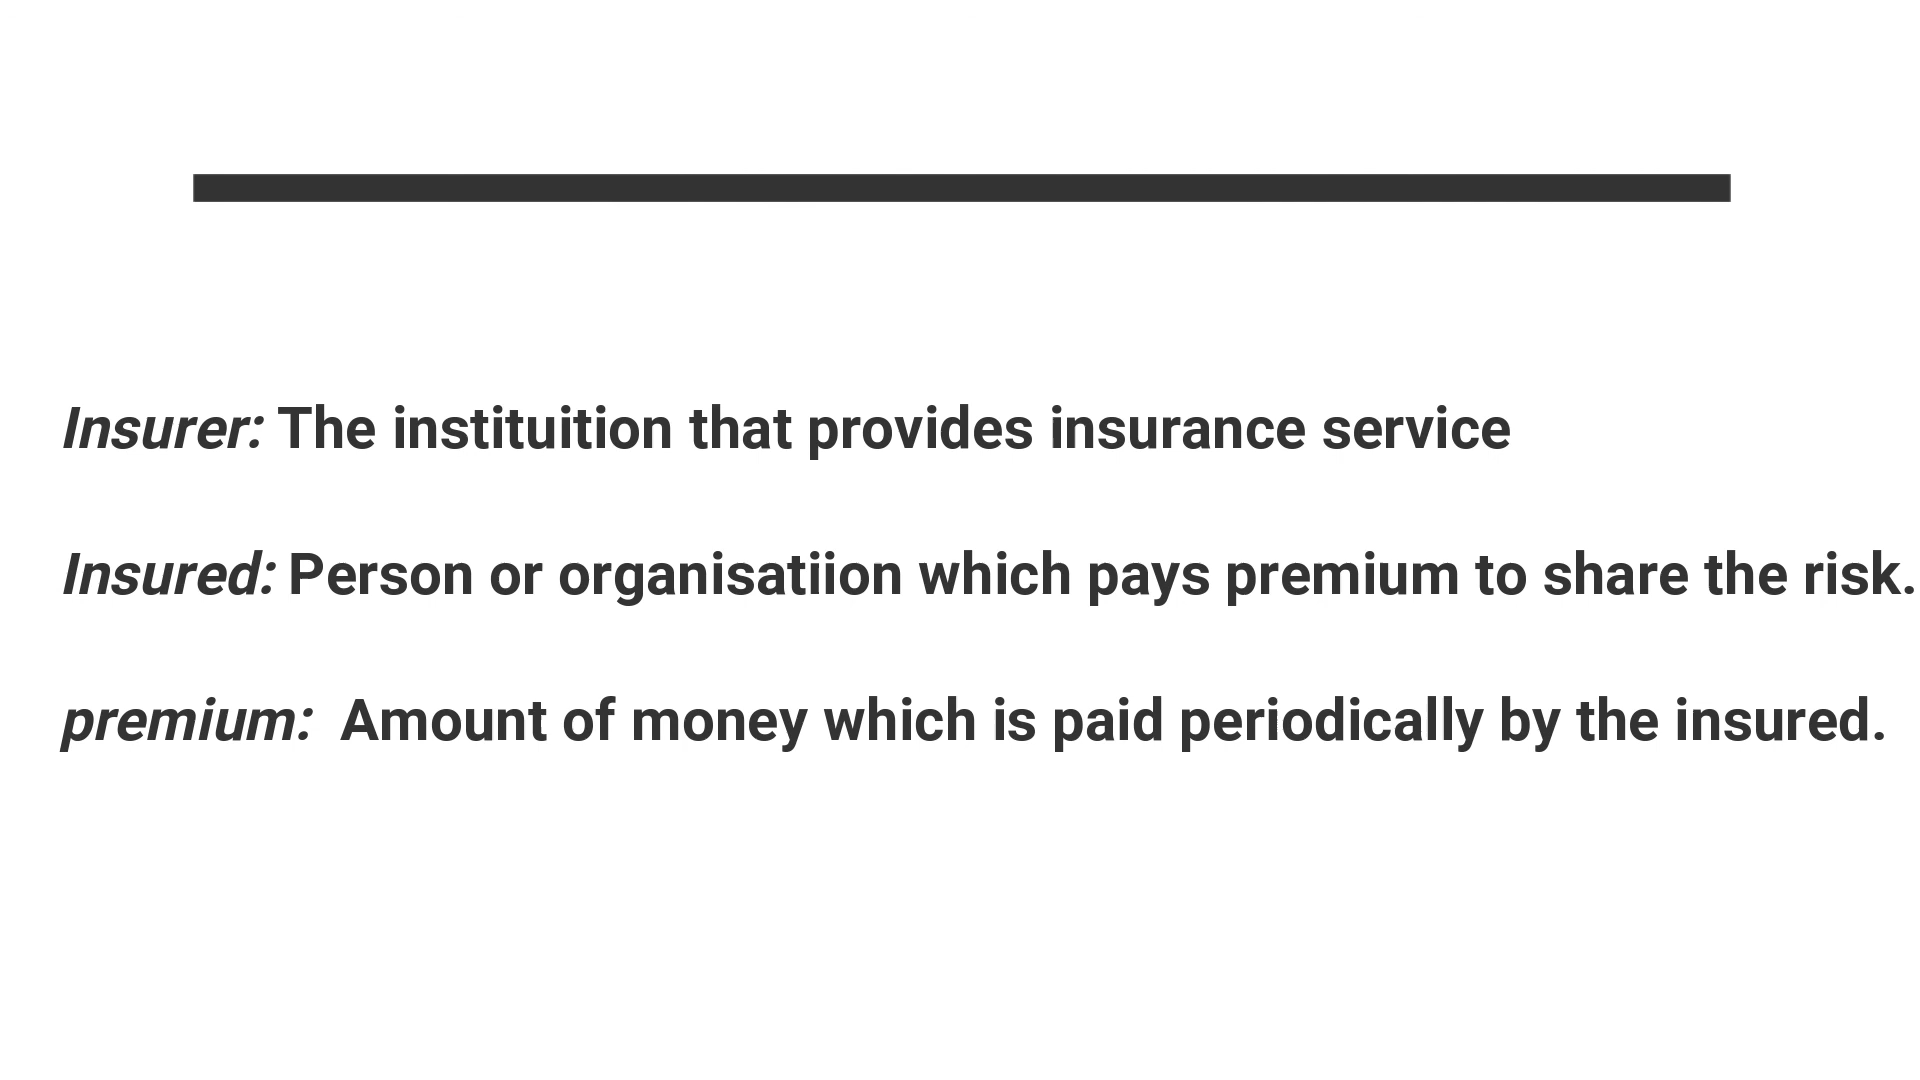 Insurer: The instituition that provides insurance service
Insured: Person or organisatiion which pays premium to share the risk.
premium:  Amount of money which is paid periodically by the insured.